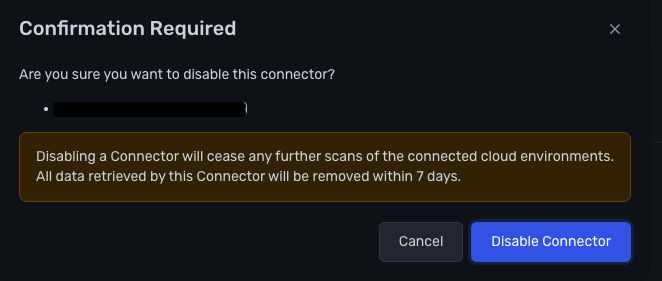 Confirmation Required
Are you sure you want to disable this connector?
Disabling a Connector will cease any further scans of the connected cloud environments.
All data retrieved by this Connector will be removed within 7 days.
Cancel
Disable Connector